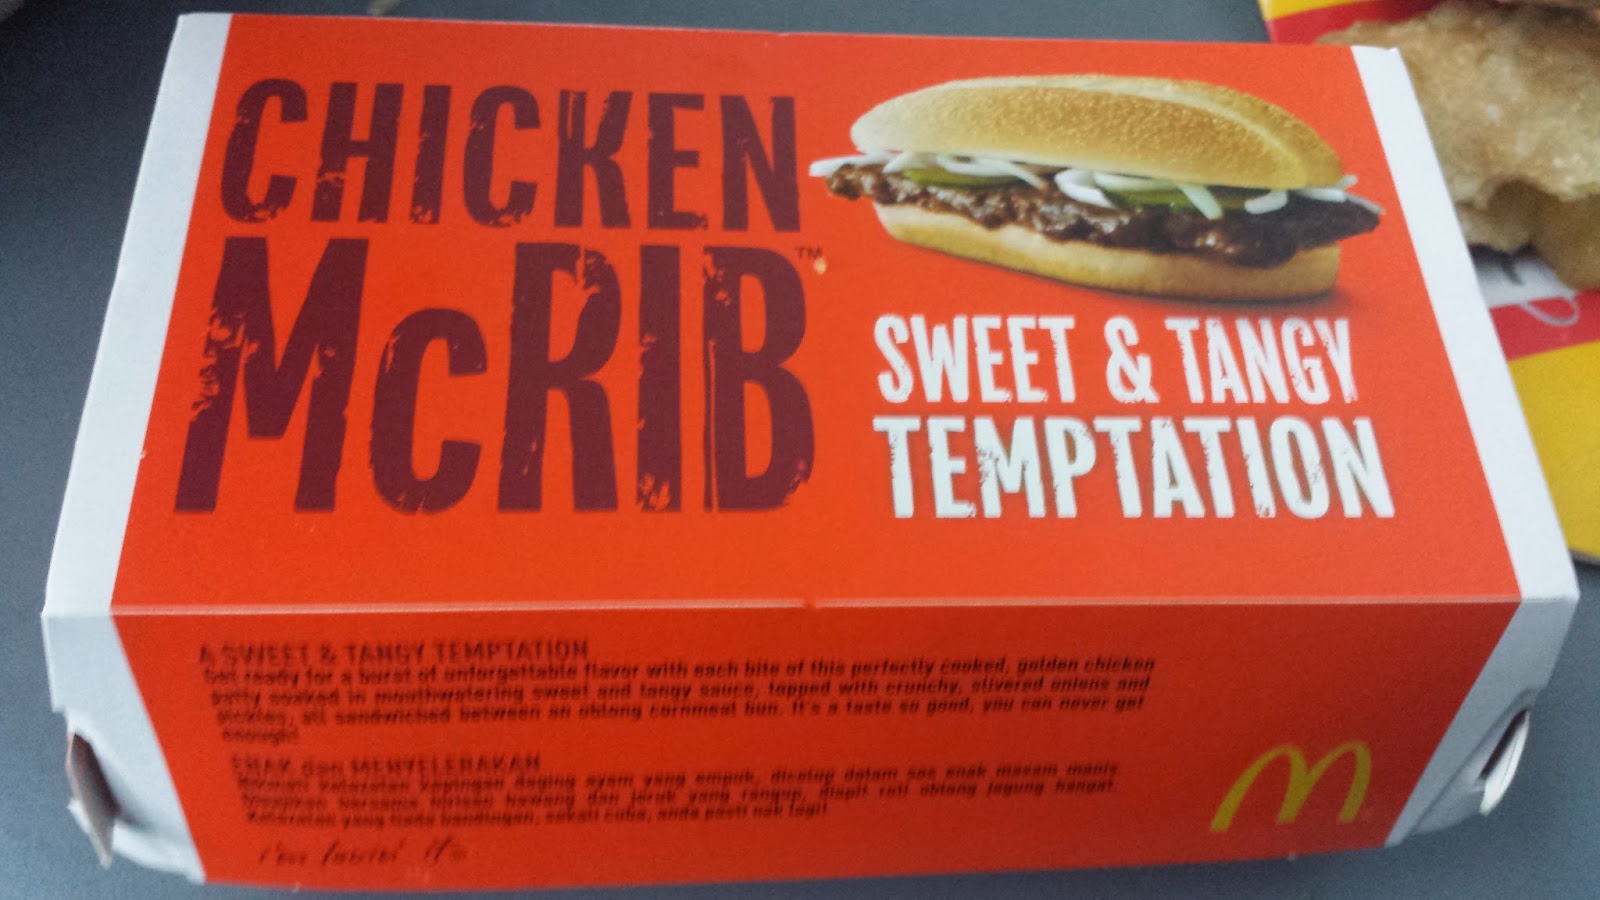 CHICKEN
McRIB™
SWEET & TANGY
TEMPTATION
A SWEET & TANGY TEMPTATION
Get ready for a burst of unforgettable flavor with each bite of this perfectly cooked, golden chicken
patty soaked in mouthwatering sweet and tangy sauce, topped with crunchy, slivered onions and
pickles, all sandwiched between an oblong cornmeal bun. It's a taste so good, you can never get
enough!
ENAK dan MENYELERAKAN
Nikmati kelazatan kepingan daging ayam yang empuk, dicelup dalam sos enak masam manis.
bersama hirisan bawang dan jeruk yang rangup, diapit roti oblong jagung hangat.
Kelazatan yang tiada bandingan, sekali cuba, anda pasti nak lagi!
i'm lovin' it